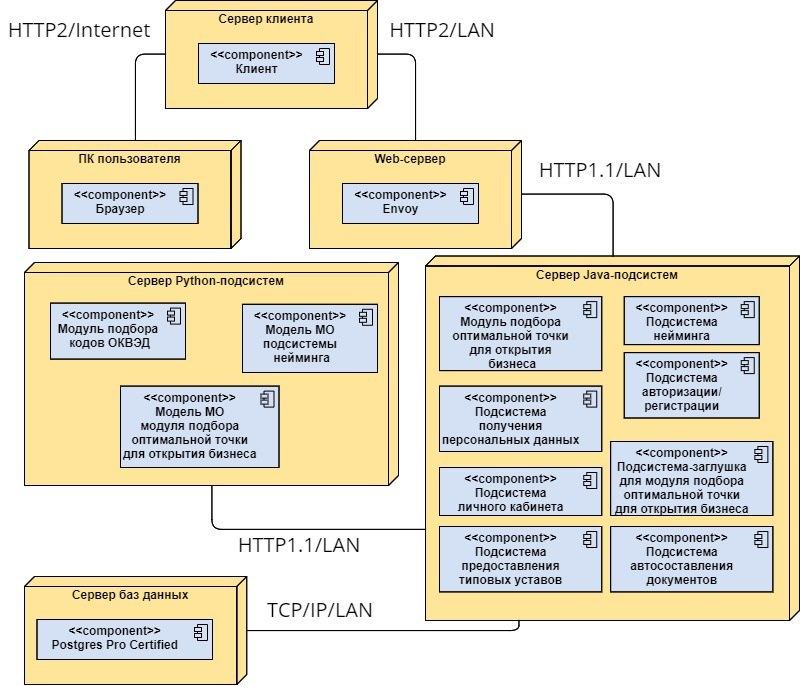 Сервер клиента
<<component>>
Клиент
HTTP2/Internet
HTTP2/LAN
ПК пользователя
<<component>>
Браузер
Web-сервер
<<component>>
Envoy
HTTP1.1/LAN
Сервер Python-подсистем
<<component>>
Модуль подбора
кодов ОКВЭД
<<component>>
Модель МО
подсистемы
нейминга
<<component>>
Модель МО
модуля подбора
оптимальной точки
для открытия бизнеса
Сервер Java-подсистем
<<component>>
Модуль подбора
оптимальной точки
для открытия
бизнеса
<<component>>
Подсистема
нейминга
<<component>>
Подсистема
авторизации/
регистрации
<<component>>
Подсистема
получения
персональных данных
<<component>>
Подсистема-заглушка
для модуля подбора
оптимальной точки
для открытия бизнеса
<<component>>
Подсистема
личного кабинета
<<component>>
Подсистема
предоставления
типовых уставов
<<component>>
Подсистема
автосоставления
документов
HTTP1.1/LAN
Сервер баз данных
<<component>>
Postgres Pro Certified
TCP/IP/LAN